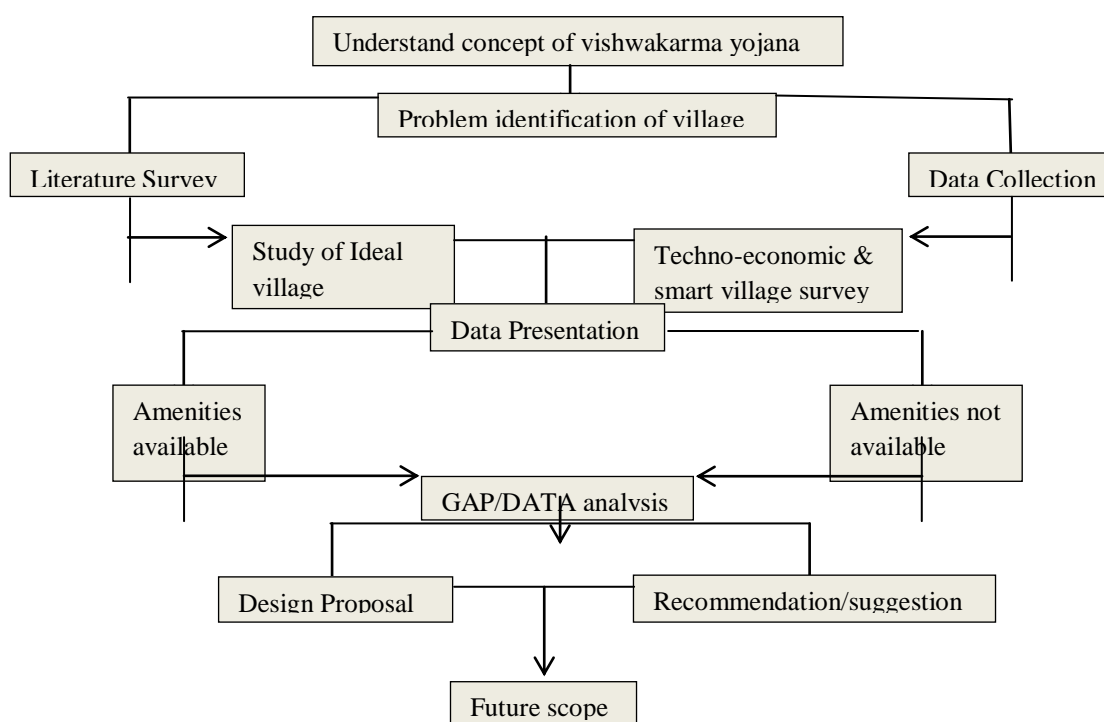 Understand concept of vishwakarma yojana
Problem identification of village
Literature Survey
Data Collection
Study of Ideal
village
Techno-economic &
smart village survey
Data Presentation
Amenities
available
Amenities not
available
GAP/DATA analysis
Design Proposal
Recommendation/suggestion
Future scope